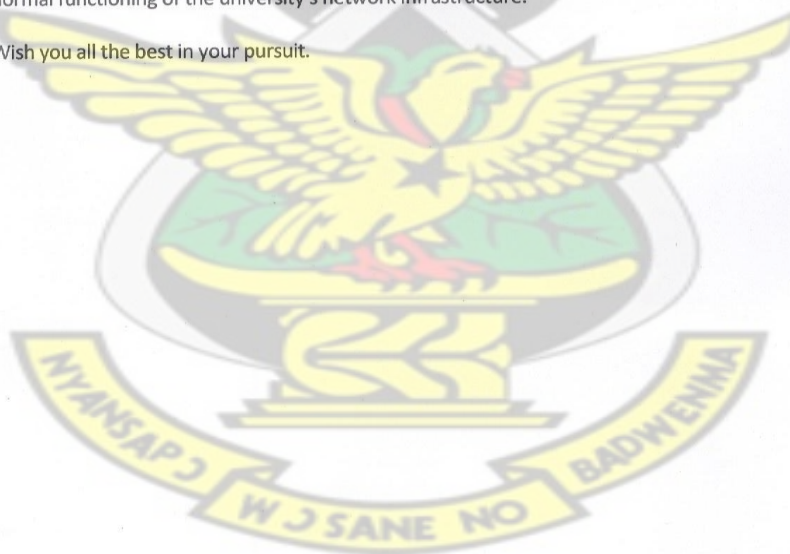 normal functioning of the university's network infrastructure.
Wish you all the best in your pursuit.
NYANSAPƆ
WƆSANE NO
BADWENMA